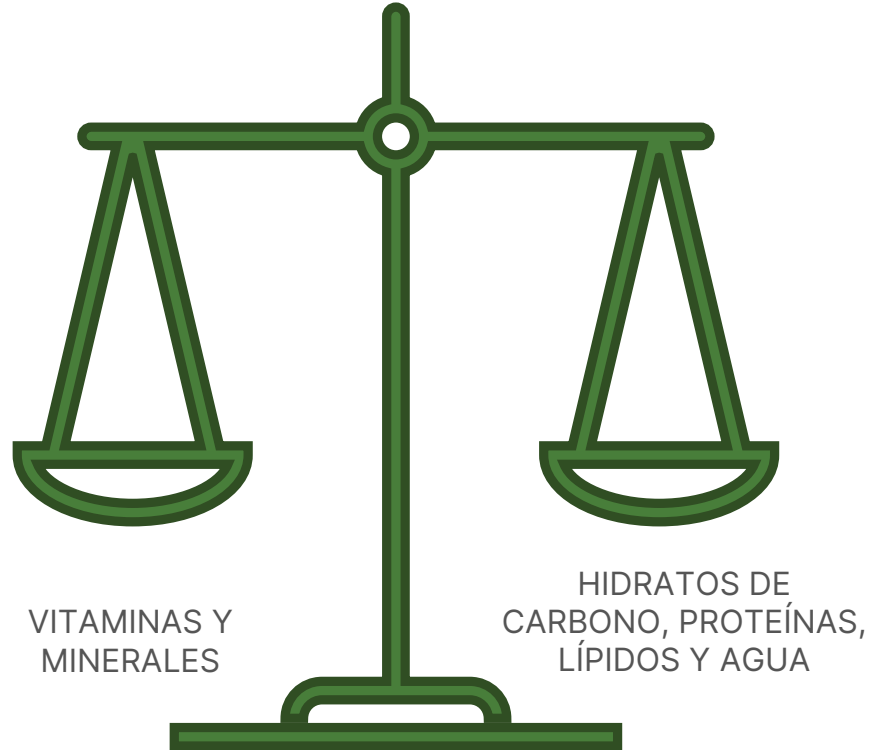 VITAMINAS Y
MINERALES
HIDRATOS DE
CARBONO, PROTEÍNAS,
LÍPIDOS Y AGUA